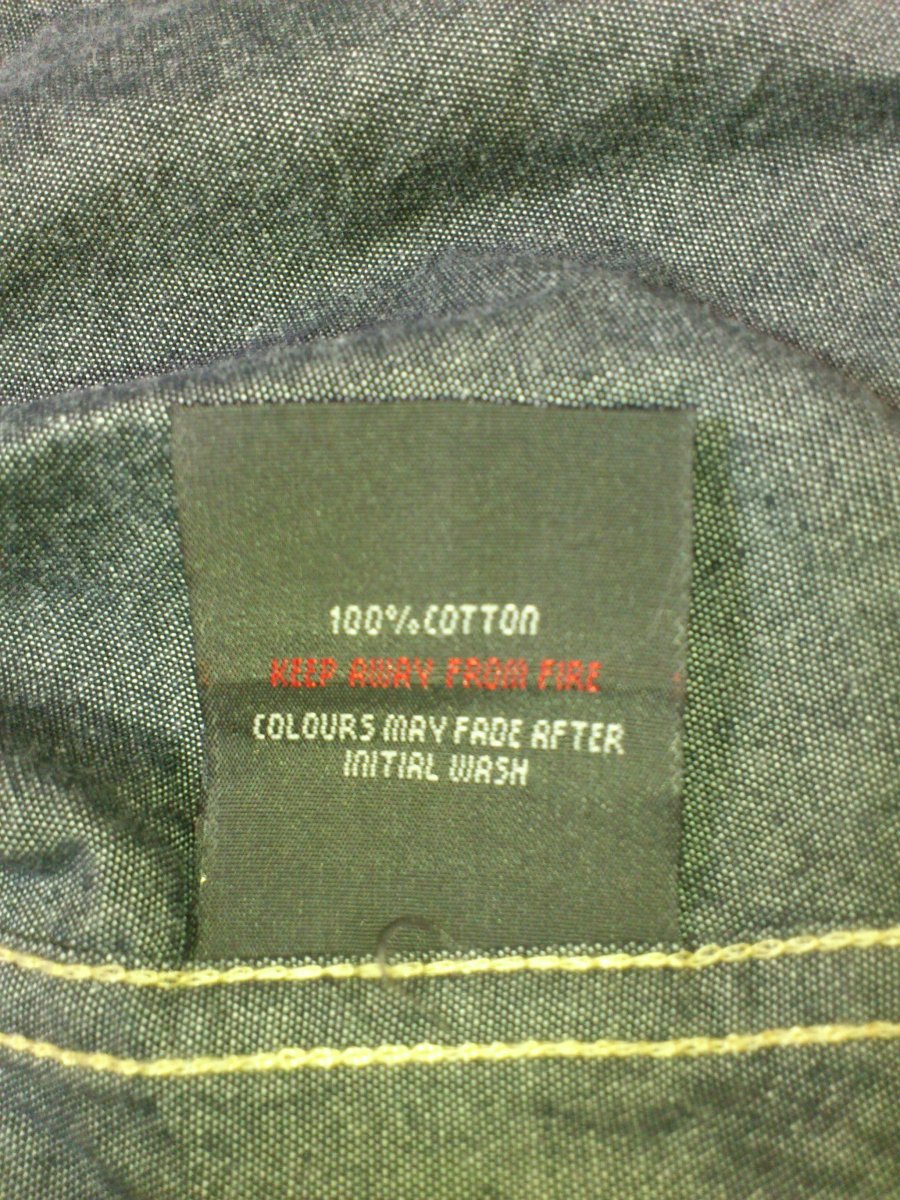 100% COTTON
KEEP AWAY FROM FIRE
COLOURS MAY FADE AFTER
INITIAL WASH